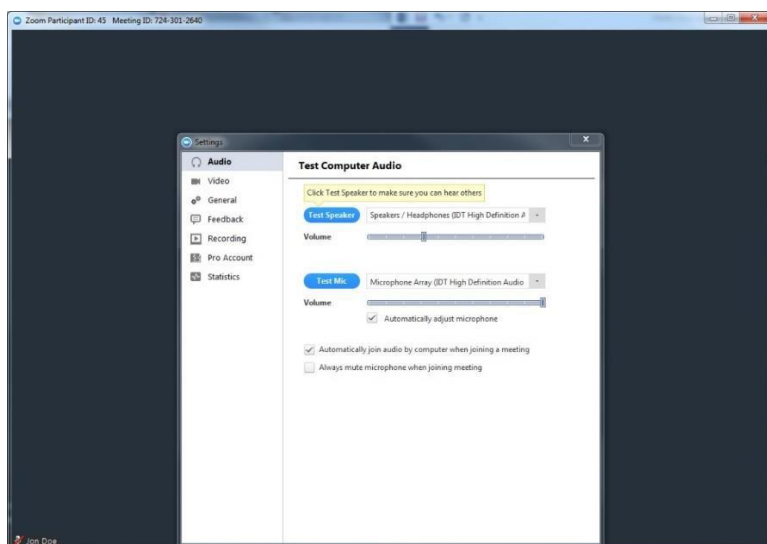 Zoom Participant ID: 45 Meeting ID: 724-301-2640
Settings
Audio
Video
General
Feedback
Recording
Pro Account
Statistics
Test Computer Audio
Click Test Speaker to make sure you can hear others
Test Speaker
Speakers / Headphones (IDT High Definition A
Volume
Test Mic
Microphone Array (IDT High Definition Audio
Volume
Automatically adjust microphone
Automatically join audio by computer when joining a meeting
Always mute microphone when joining meeting
Jon Doe